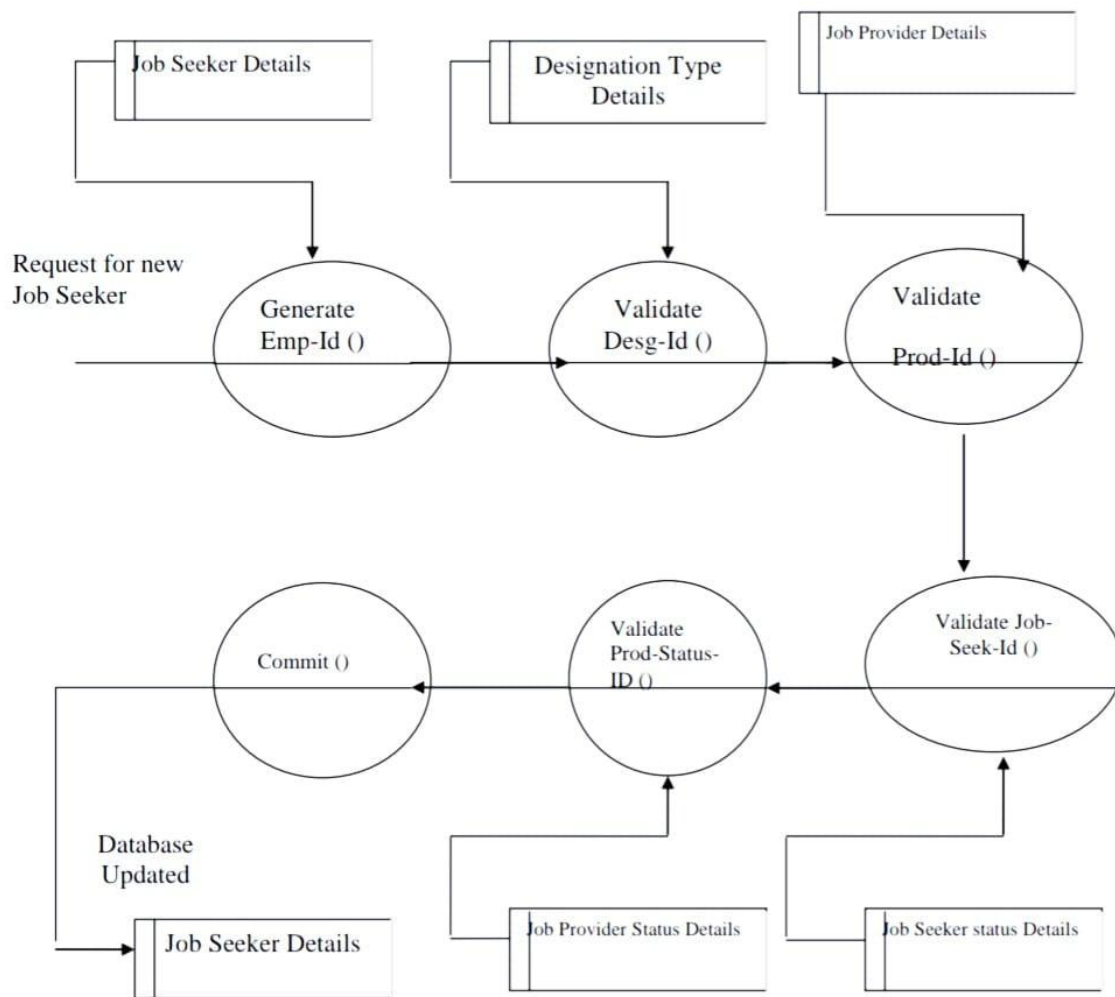 Job Seeker Details
Designation Type
Details
Job Provider Details
Request for new
Job Seeker
Generate
Emp-Id ()
Validate
Desg-Id ()
Validate
Prod-Id ()
Commit ()
Validate
Prod-Status-
ID ()
Validate Job-
Seek-Id ()
Database
Updated
Job Seeker Details
Job Provider Status Details
Job Seeker status Details